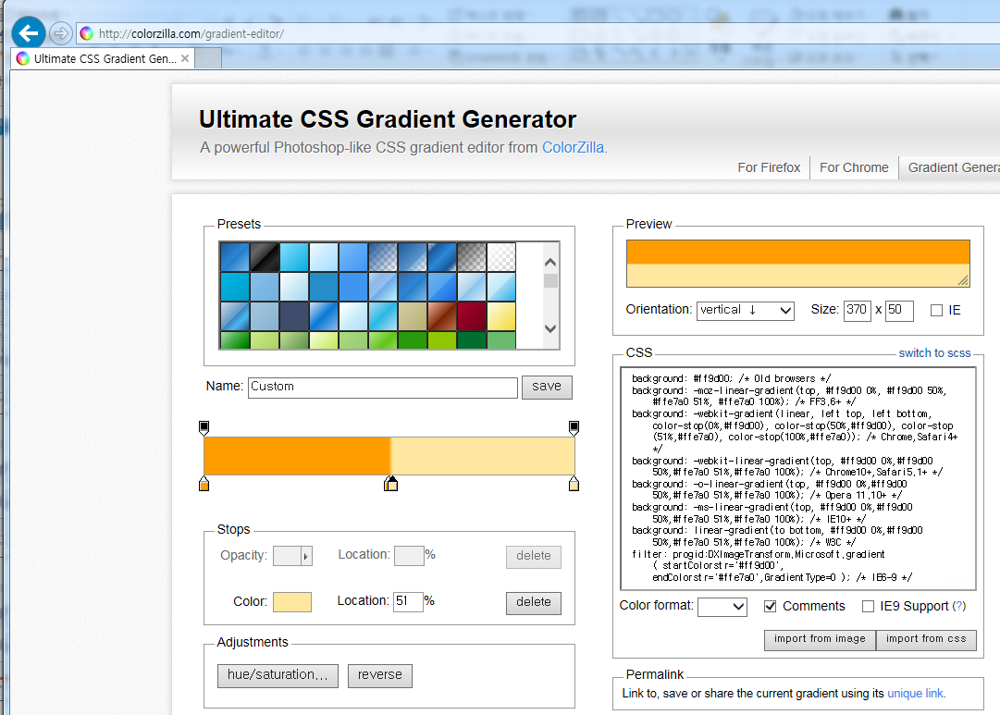 http://colorzilla.com/gradient-editor/
Ultimate CSS Gradient Gen...
Ultimate CSS Gradient Generator
A powerful Photoshop-like CSS gradient editor from ColorZilla.
For Firefox For Chrome Gradient Genera
Presets
Name: Custom save
Stops
Opacity: Location: % delete
Color: Location: 51 % delete
Adjustments
hue/saturation... reverse
Preview
Orientation: vertical ↓ Size: 370 x 50 IE
CSS switch to scss
background: #ff9d00; /* Old browsers */
background: -moz-linear-gradient(top, #ff9d00 0%, #ff9d00 50%,
#ffe7a0 51%, #ffe7a0 100%); /* FF3.6+ */
background: -webkit-gradient(linear, left top, left bottom,
color-stop(0%,#ff9d00), color-stop(50%,#ff9d00), color-stop
(51%,#ffe7a0), color-stop(100%,#ffe7a0)); /* Chrome,Safari4+
*/
background: -webkit-linear-gradient(top, #ff9d00 0%,#ff9d00
50%,#ffe7a0 51%,#ffe7a0 100%); /* Chrome10+,Safari5.1+ */
background: -o-linear-gradient(top, #ff9d00 0%,#ff9d00
50%,#ffe7a0 51%,#ffe7a0 100%); /* Opera 11.10+ */
background: -ms-linear-gradient(top, #ff9d00 0%,#ff9d00
50%,#ffe7a0 51%,#ffe7a0 100%); /* IE10+ */
background: linear-gradient(to bottom, #ff9d00 0%,#ff9d00
50%,#ffe7a0 51%,#ffe7a0 100%); /* W3C */
filter: progid:DXImageTransform.Microsoft.gradient
( startColorstr='#ff9d00',
endColorstr='#ffe7a0',GradientType=0 ); /* IE6-9 */
Color format: Comments IE9 Support (?)
import from image import from css
Permalink
Link to, save or share the current gradient using its unique link.